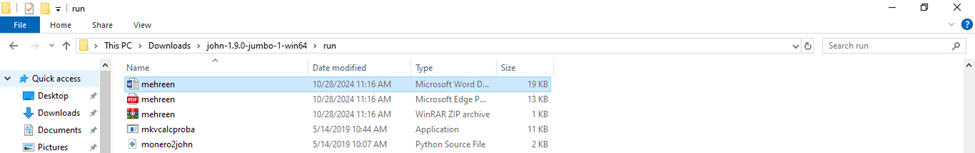 run
File Home Share View
This PC > Downloads > john-1.9.0-jumbo-1-win64 > run Search run
Name Date modified Type Size
Quick access
mehreen 10/28/2024 11:16 AM Microsoft Word D... 19 KB
Desktop
mehreen 10/28/2024 11:16 AM Microsoft Edge P... 13 KB
Downloads
mehreen 10/28/2024 11:16 AM WinRAR ZIP archive 1 KB
Documents
mkvcalcproba 5/14/2019 10:44 AM Application 11 KB
Pictures
monero2john 5/14/2019 10:07 AM Python Source File 2 KB